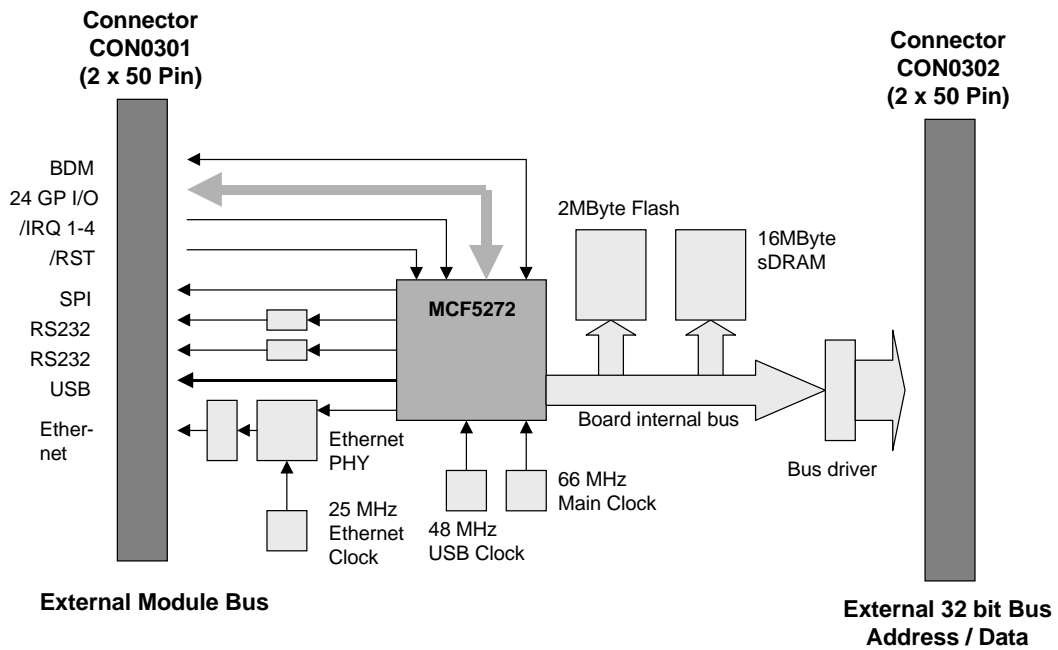 Connector
CON0301
(2 x 50 Pin)
Connector
CON0302
(2 x 50 Pin)
BDM
24 GP I/O
/IRQ 1-4
/RST
SPI
RS232
RS232
USB
Ether-
net
MCF5272
2MByte Flash
16MByte
sDRAM
Board internal bus
Bus driver
Ethernet
PHY
25 MHz
Ethernet
Clock
48 MHz
USB Clock
66 MHz
Main Clock
External Module Bus
External 32 bit Bus
Address / Data